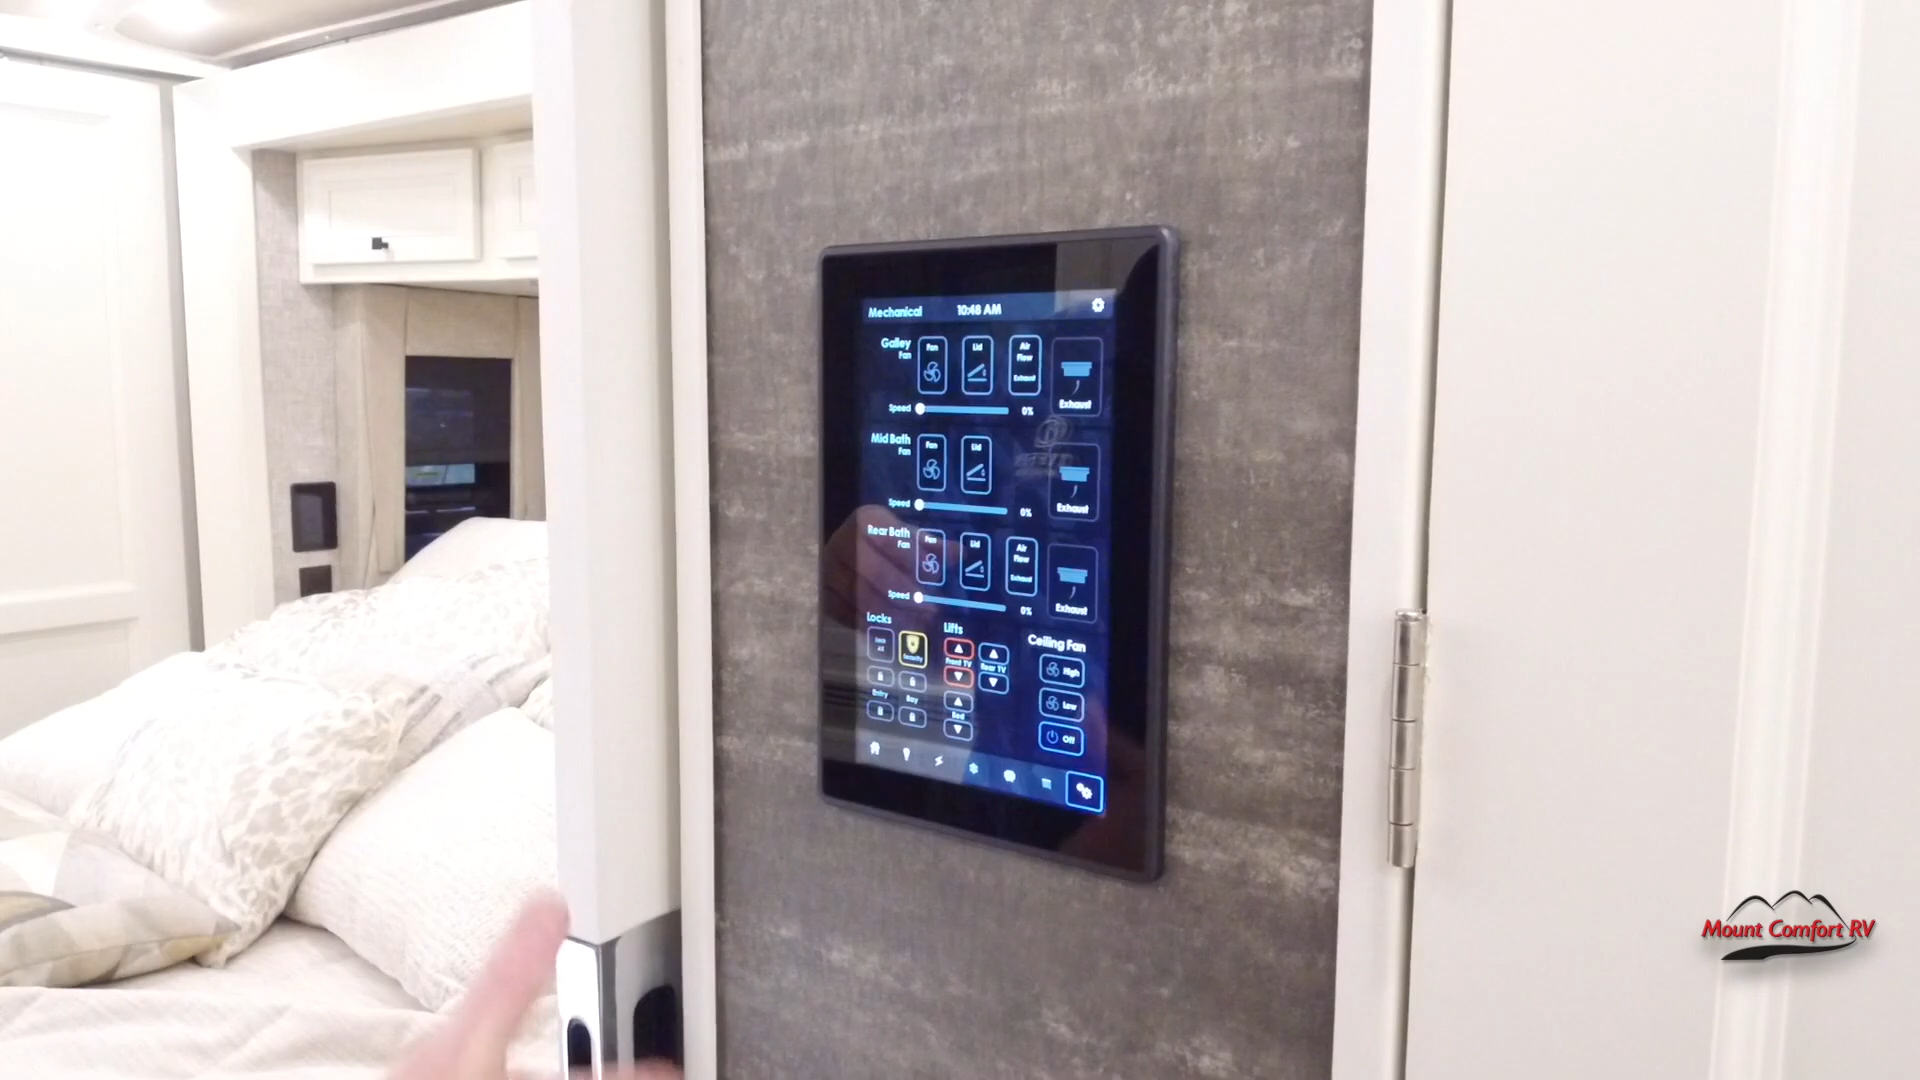 Mechanical 10:48 AM
Galley
Fan
Fan
Lid
Air
Flow
Exhaust
Exhaust
Speed 0%
Mid Bath
Fan
Fan
Lid
Exhaust
Speed 0%
Rear Bath
Fan
Fan
Lid
Air
Flow
Exhaust
Exhaust
Speed 0%
Locks
Lock
All
Security
Entry
Bay
Lifts
Front TV
Rear TV
Bed
Ceiling Fan
High
Low
Off
Mount Comfort RV